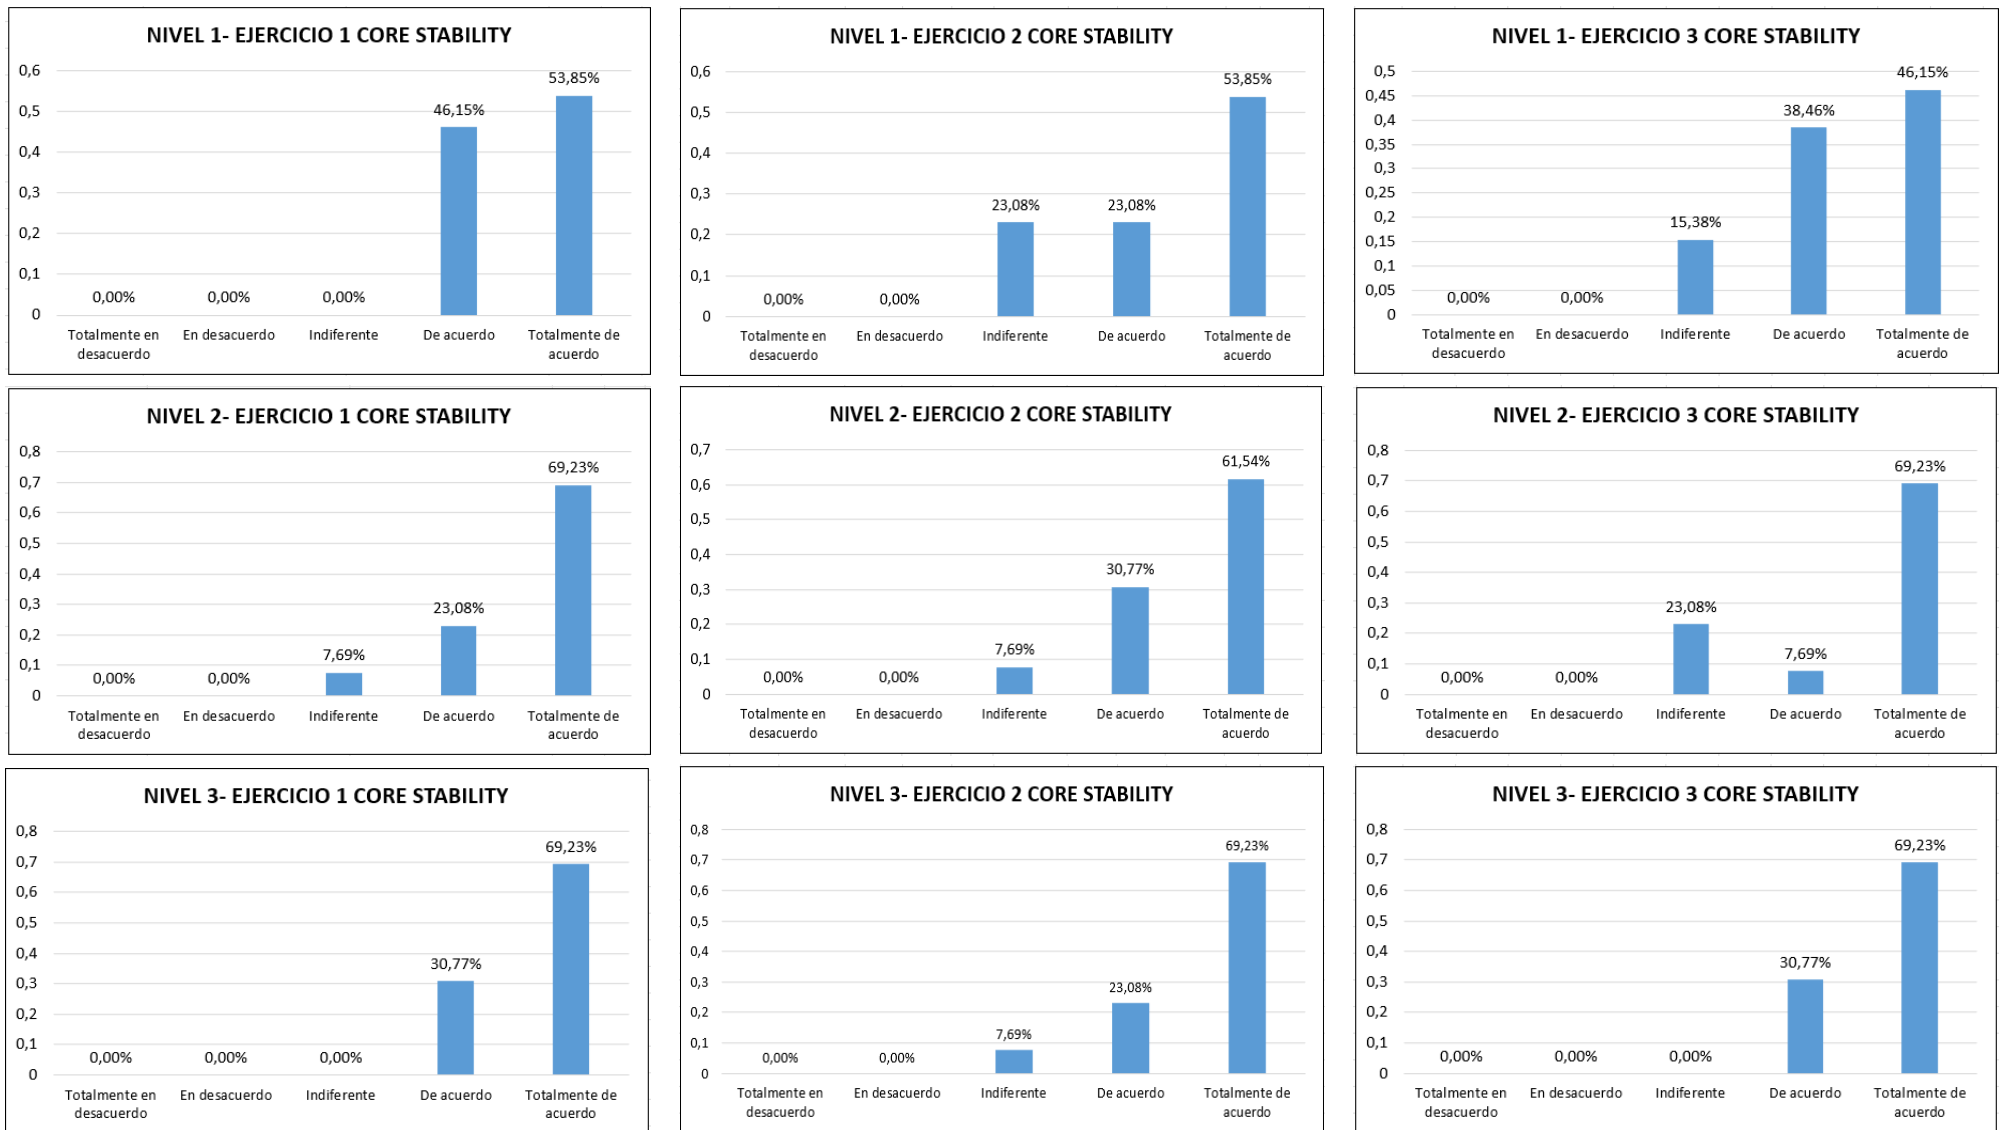 NIVEL 1- EJERCICIO 1 CORE STABILITY
0,6
0,5
0,4
0,3
0,2
0,1
0
0,00%
0,00%
0,00%
46,15%
53,85%
Totalmente en
desacuerdo
En desacuerdo
Indiferente
De acuerdo
Totalmente de
acuerdo
NIVEL 1- EJERCICIO 2 CORE STABILITY
0,6
0,5
0,4
0,3
0,2
0,1
0
0,00%
0,00%
23,08%
23,08%
53,85%
Totalmente en
desacuerdo
En desacuerdo
Indiferente
De acuerdo
Totalmente de
acuerdo
NIVEL 1- EJERCICIO 3 CORE STABILITY
0,5
0,45
0,4
0,35
0,3
0,25
0,2
0,15
0,1
0,05
0
0,00%
0,00%
15,38%
38,46%
46,15%
Totalmente en
desacuerdo
En desacuerdo
Indiferente
De acuerdo
Totalmente de
acuerdo
NIVEL 2- EJERCICIO 1 CORE STABILITY
0,8
0,7
0,6
0,5
0,4
0,3
0,2
0,1
0
0,00%
0,00%
7,69%
23,08%
69,23%
Totalmente en
desacuerdo
En desacuerdo
Indiferente
De acuerdo
Totalmente de
acuerdo
NIVEL 2- EJERCICIO 2 CORE STABILITY
0,7
0,6
0,5
0,4
0,3
0,2
0,1
0
0,00%
0,00%
7,69%
30,77%
61,54%
Totalmente en
desacuerdo
En desacuerdo
Indiferente
De acuerdo
Totalmente de
acuerdo
NIVEL 2- EJERCICIO 3 CORE STABILITY
0,8
0,7
0,6
0,5
0,4
0,3
0,2
0,1
0
0,00%
0,00%
23,08%
7,69%
69,23%
Totalmente en
desacuerdo
En desacuerdo
Indiferente
De acuerdo
Totalmente de
acuerdo
NIVEL 3- EJERCICIO 1 CORE STABILITY
0,8
0,7
0,6
0,5
0,4
0,3
0,2
0,1
0
0,00%
0,00%
0,00%
30,77%
69,23%
Totalmente en
desacuerdo
En desacuerdo
Indiferente
De acuerdo
Totalmente de
acuerdo
NIVEL 3- EJERCICIO 2 CORE STABILITY
0,8
0,7
0,6
0,5
0,4
0,3
0,2
0,1
0
0,00%
0,00%
7,69%
23,08%
69,23%
Totalmente en
desacuerdo
En desacuerdo
Indiferente
De acuerdo
Totalmente de
acuerdo
NIVEL 3- EJERCICIO 3 CORE STABILITY
0,8
0,7
0,6
0,5
0,4
0,3
0,2
0,1
0
0,00%
0,00%
0,00%
30,77%
69,23%
Totalmente en
desacuerdo
En desacuerdo
Indiferente
De acuerdo
Totalmente de
acuerdo